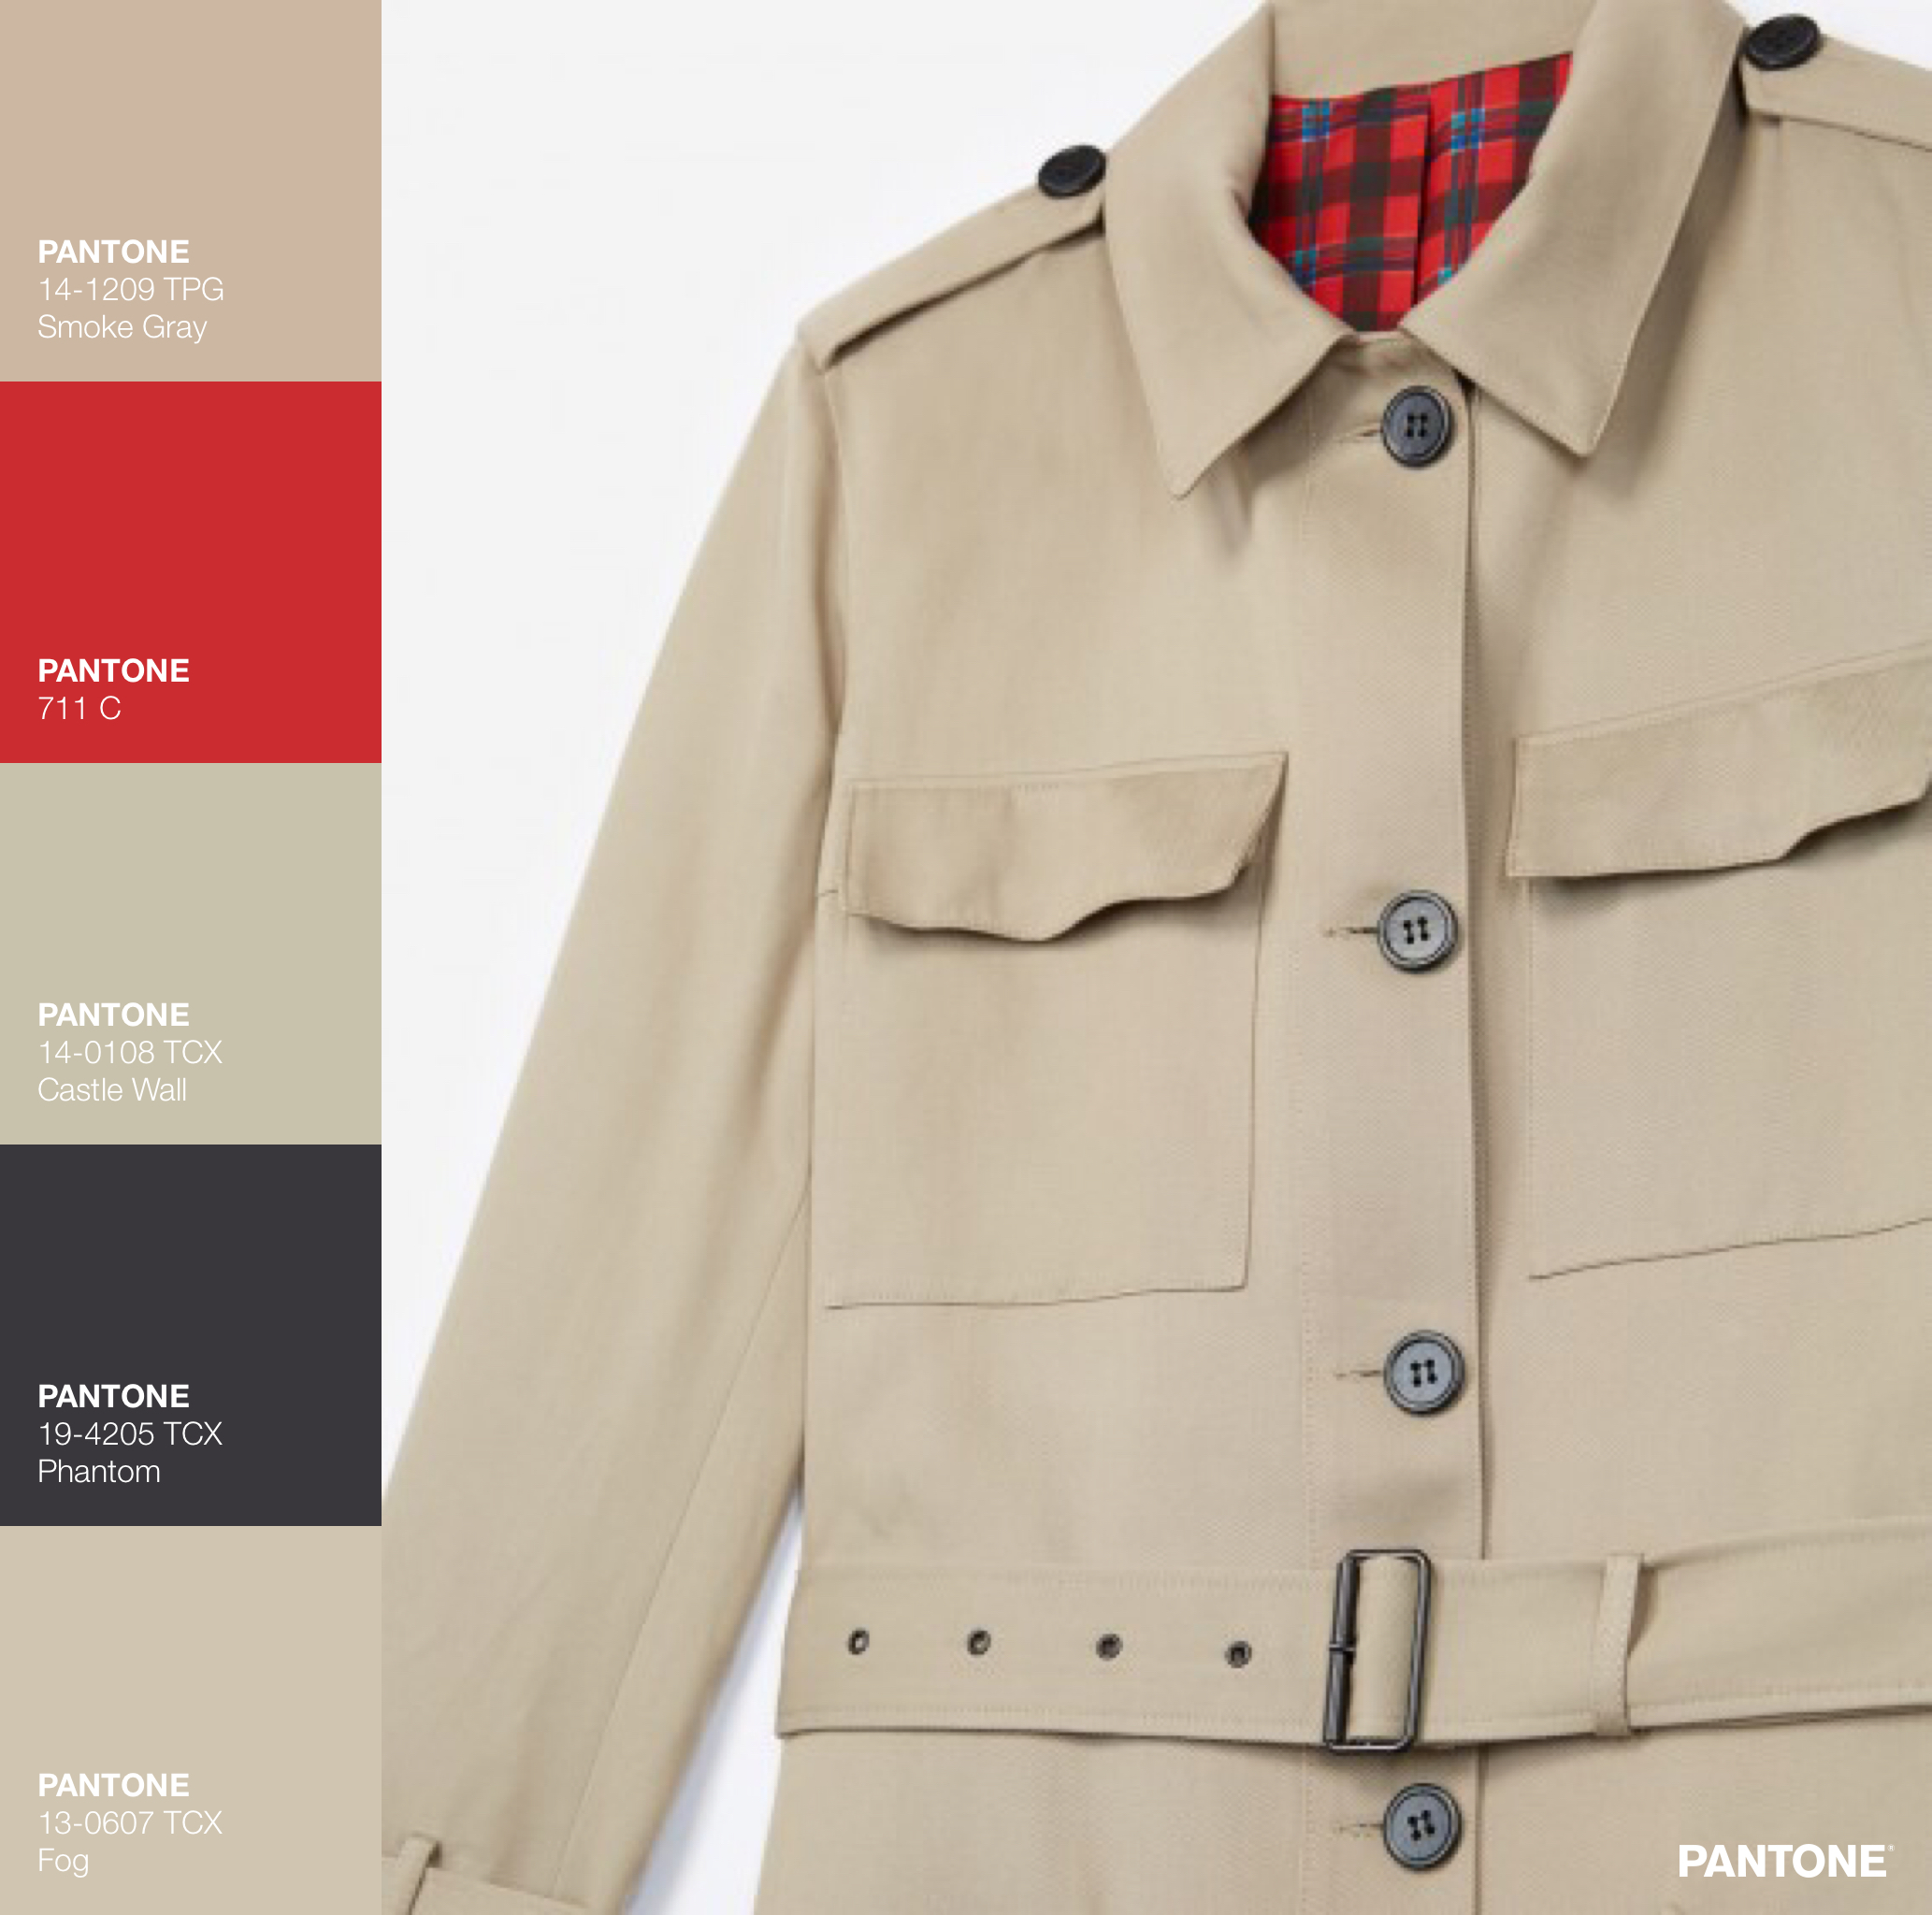 PANTONE
14-1209 TPG
Smoke Gray
PANTONE
711 C
PANTONE
14-0108 TCX
Castle Wall
PANTONE
19-4205 TCX
Phantom
PANTONE
13-0607 TCX
Fog
PANTONE®